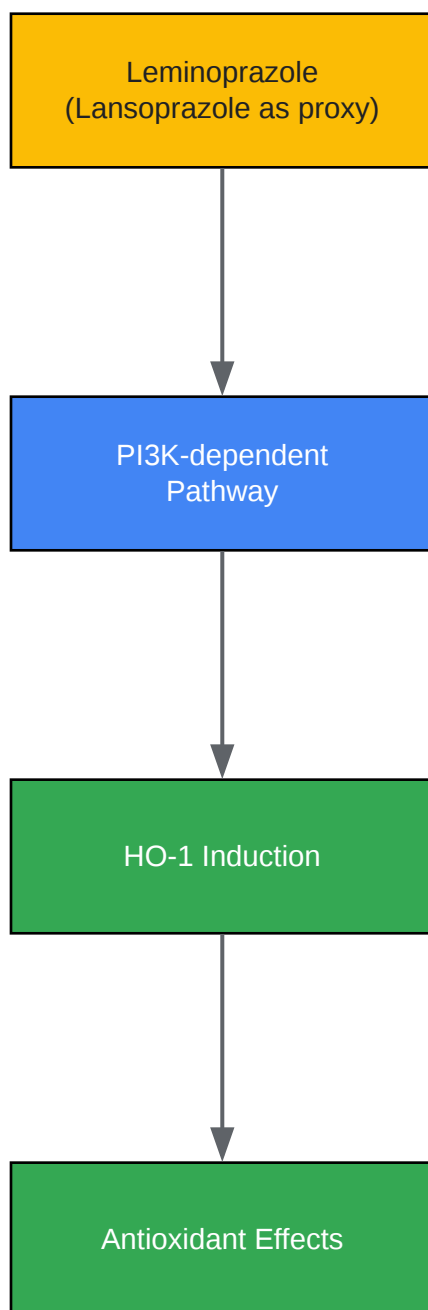 Leminoprazole
(Lansoprazole as proxy)
PI3K-dependent
Pathway
HO-1 Induction
Antioxidant Effects